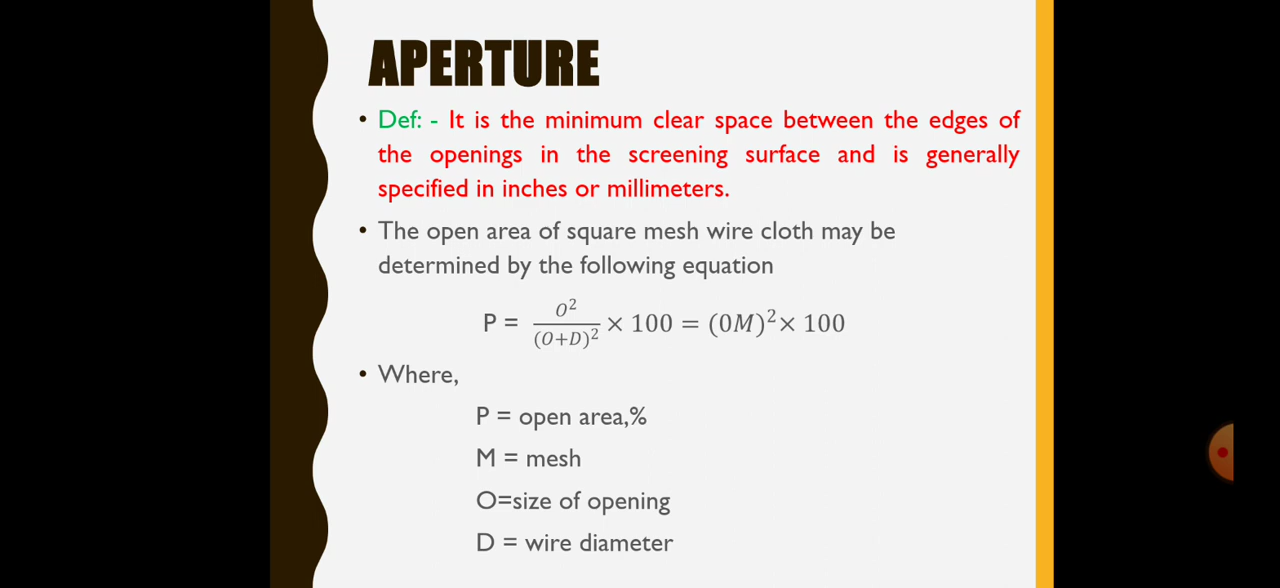 APERTURE
• Def: - It is the minimum clear space between the edges of
the openings in the screening surface and is generally
specified in inches or millimeters.
• The open area of square mesh wire cloth may be
determined by the following equation
P = O²/(O+D)² × 100 = (0M)² × 100
• Where,
P = open area,%
M = mesh
O=size of opening
D = wire diameter